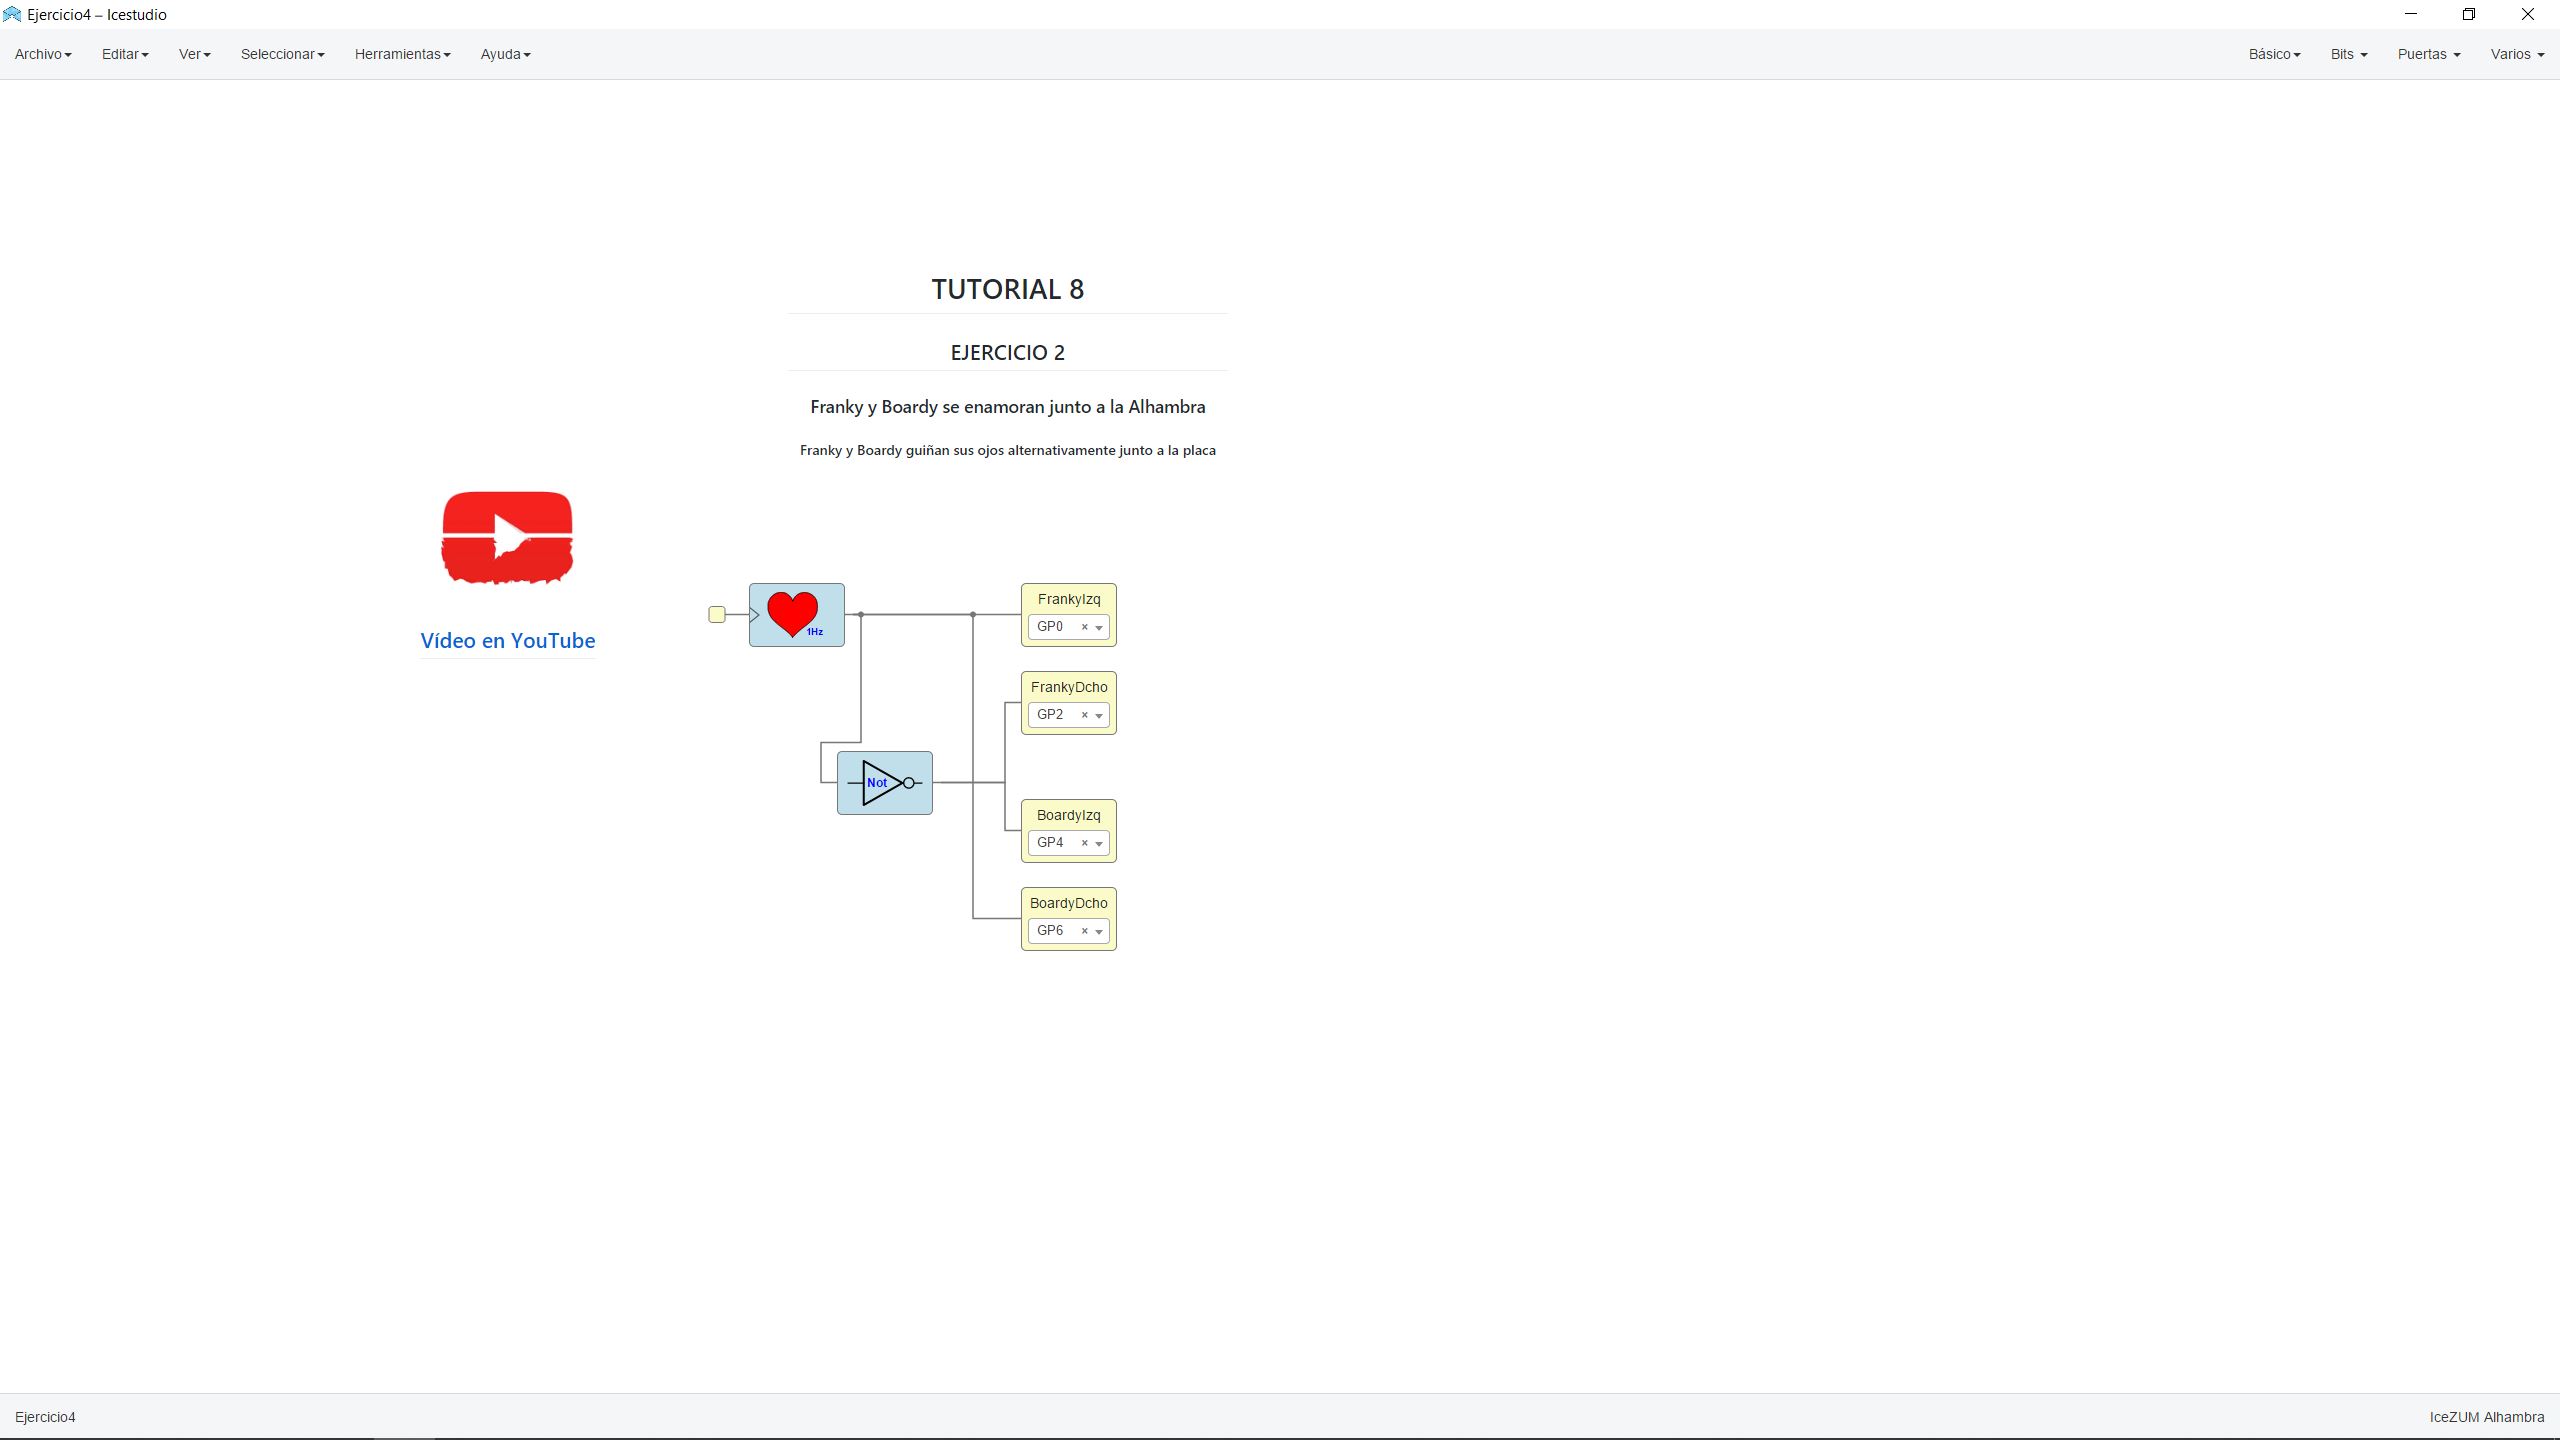 Ejercicio4 – Icestudio
Archivo Editar Ver Seleccionar Herramientas Ayuda Básico Bits Puertas Varios
TUTORIAL 8
EJERCICIO 2
Franky y Boardy se enamoran junto a la Alhambra
Franky y Boardy guiñan sus ojos alternativamente junto a la placa
Vídeo en YouTube
1Hz
FrankyIzq
GP0
FrankyDcho
GP2
Not
BoardyIzq
GP4
BoardyDcho
GP6
Ejercicio4 IceZUM Alhambra